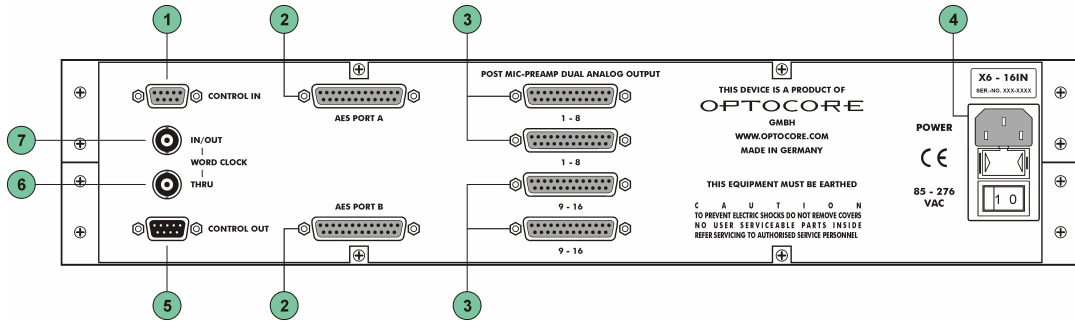 1
2
3
4
POST MIC-PREAMP DUAL ANALOG OUTPUT
CONTROL IN
AES PORT A
1 - 8
7
IN/OUT
WORD CLOCK
6
THRU
1 - 8
AES PORT B
9 - 16
CONTROL OUT
9 - 16
5
2
3
THIS DEVICE IS A PRODUCT OF
OPTOCORE
GMBH
WWW.OPTOCORE.COM
MADE IN GERMANY
THIS EQUIPMENT MUST BE EARTHED
C A U T I O N
TO PREVENT ELECTRIC SHOCKS DO NOT REMOVE COVERS
NO USER SERVICEABLE PARTS INSIDE
REFER SERVICING TO AUTHORISED SERVICE PERSONNEL
X6 - 16IN
SER.-NO. XXX-XXXX
POWER
CE
85 - 276
VAC
1 0